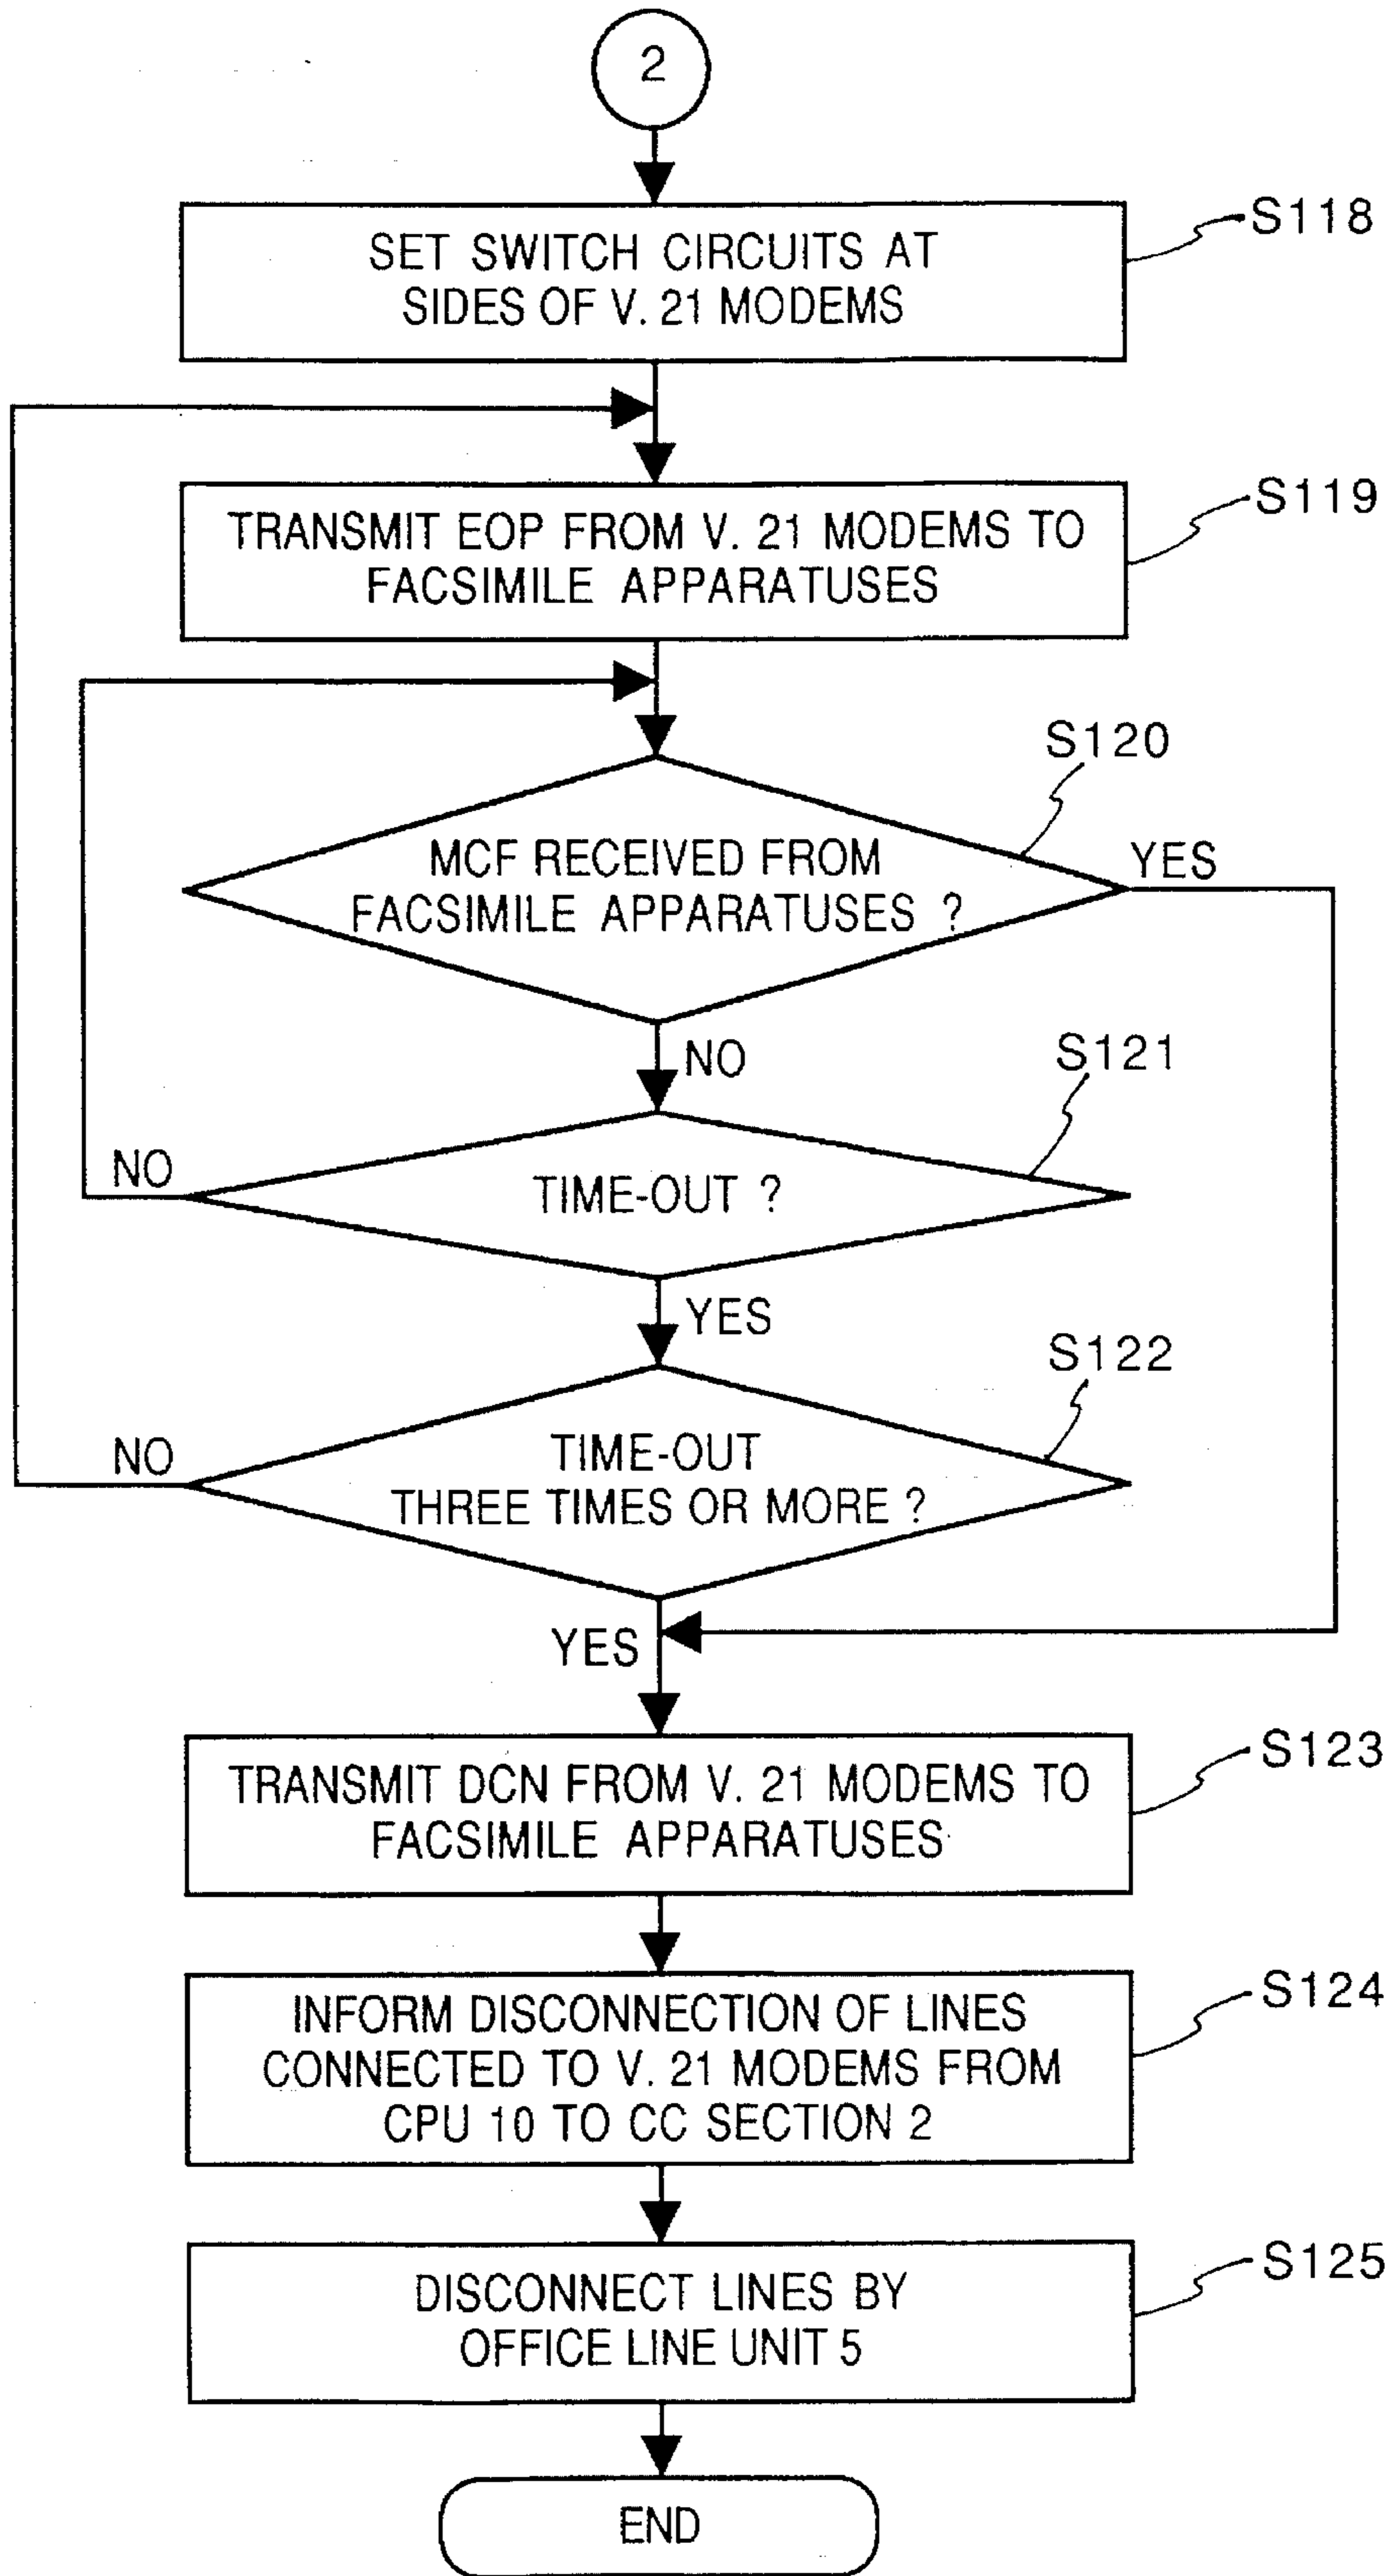 2
S118
SET SWITCH CIRCUITS AT
SIDES OF V. 21 MODEMS
S119
TRANSMIT EOP FROM V. 21 MODEMS TO
FACSIMILE APPARATUSES
S120
MCF RECEIVED FROM
FACSIMILE APPARATUSES ?
YES
NO
S121
TIME-OUT ?
NO
YES
S122
TIME-OUT
THREE TIMES OR MORE ?
NO
YES
S123
TRANSMIT DCN FROM V. 21 MODEMS TO
FACSIMILE APPARATUSES
S124
INFORM DISCONNECTION OF LINES
CONNECTED TO V. 21 MODEMS FROM
CPU 10 TO CC SECTION 2
S125
DISCONNECT LINES BY
OFFICE LINE UNIT 5
END